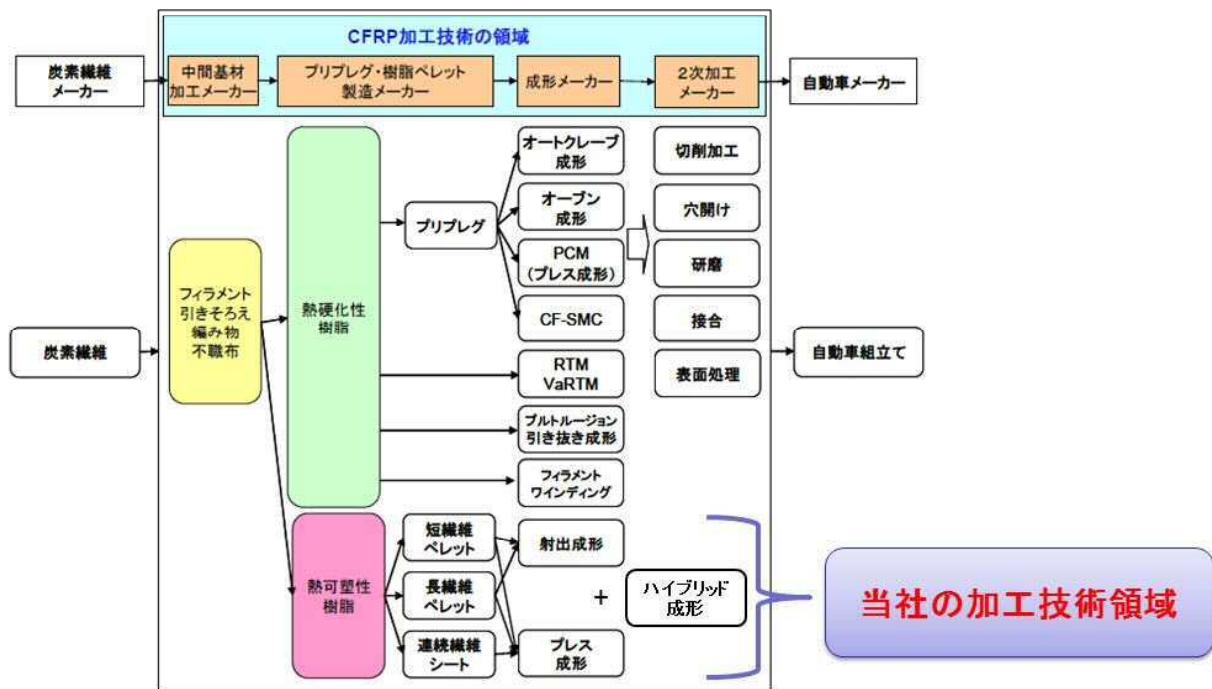 CFRP加工技術の領域
炭素繊維
メーカー
中間基材
加工メーカー
プリプレグ・樹脂ペレット
製造メーカー
成形メーカー
2次加工
メーカー
自動車メーカー
オートクレーブ
成形
切削加工
オーブン
成形
穴開け
プリプレグ
PCM
(プレス成形)
研磨
フィラメント
引きそろえ
編み物
不職布
熱硬化性
樹脂
CF-SMC
接合
炭素繊維
自動車組立て
RTM
VaRTM
表面処理
プルトルージョン
引き抜き成形
フィラメント
ワインディング
短繊維
ペレット
射出成形
熱可塑性
樹脂
長繊維
ペレット
+
ハイブリッド
成形
当社の加工技術領域
連続繊維
シート
プレス
成形